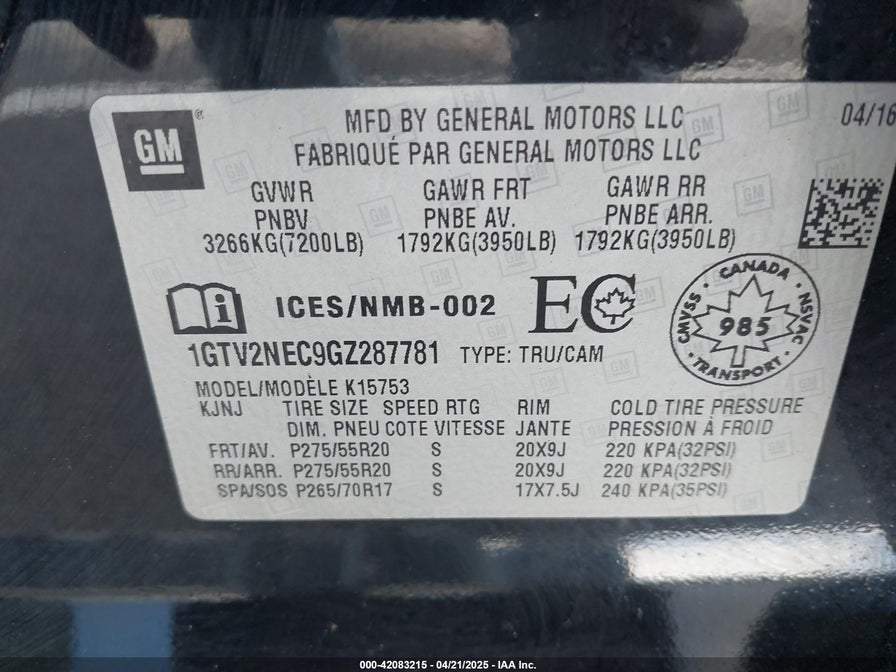 GM ®
MFD BY GENERAL MOTORS LLC 04/16
FABRIQUÉ PAR GENERAL MOTORS LLC
GVWR GAWR FRT GAWR RR
PNBV PNBE AV. PNBE ARR.
3266KG(7200LB) 1792KG(3950LB) 1792KG(3950LB)
i ICES/NMB-002 EC
CANADA
CMVSS 985 NSVAC
TRANSPORT
1GTV2NEC9GZ287781 TYPE: TRU/CAM
MODEL/MODÈLE K15753
KJNJ TIRE SIZE SPEED RTG RIM COLD TIRE PRESSURE
DIM. PNEU COTE VITESSE JANTE PRESSION À FROID
FRT/AV. P275/55R20 S 20X9J 220 KPA(32PSI)
RR/ARR. P275/55R20 S 20X9J 220 KPA(32PSI)
SPA/SOS P265/70R17 S 17X7.5J 240 KPA(35PSI)
000-42083215 - 04/21/2025 - IAA Inc.